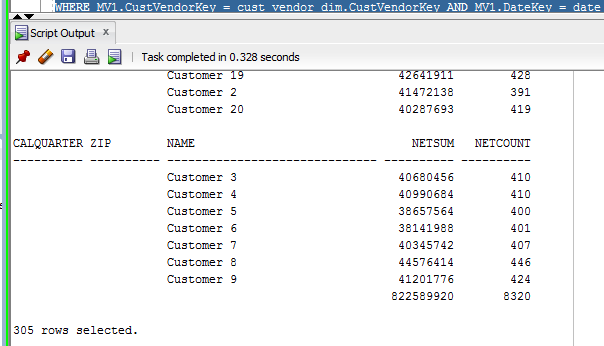 WHERE MV1.CustVendorKey = cust_vendor_dim.CustVendorKey AND MV1.DateKey = date
Script Output x
Task completed in 0.328 seconds
Customer 19 42641911 428
Customer 2 41472138 391
Customer 20 40287693 419
CALQUARTER ZIP NAME NETSUM NETCOUNT
---------- ---------- ----------------------------------- ---------- ----------
Customer 3 40680456 410
Customer 4 40990684 410
Customer 5 38657564 400
Customer 6 38141988 401
Customer 7 40345742 407
Customer 8 44576414 446
Customer 9 41201776 424
822589920 8320
305 rows selected.